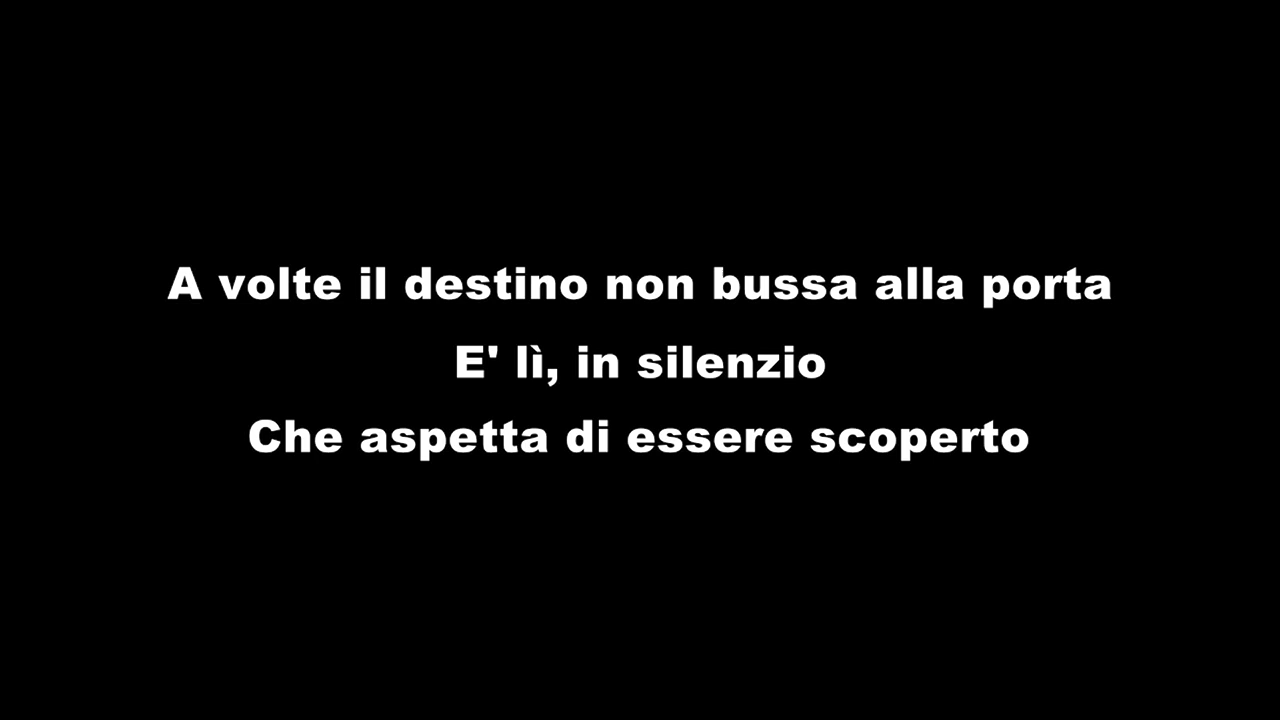 A volte il destino non bussa alla porta
E' lì, in silenzio
Che aspetta di essere scoperto